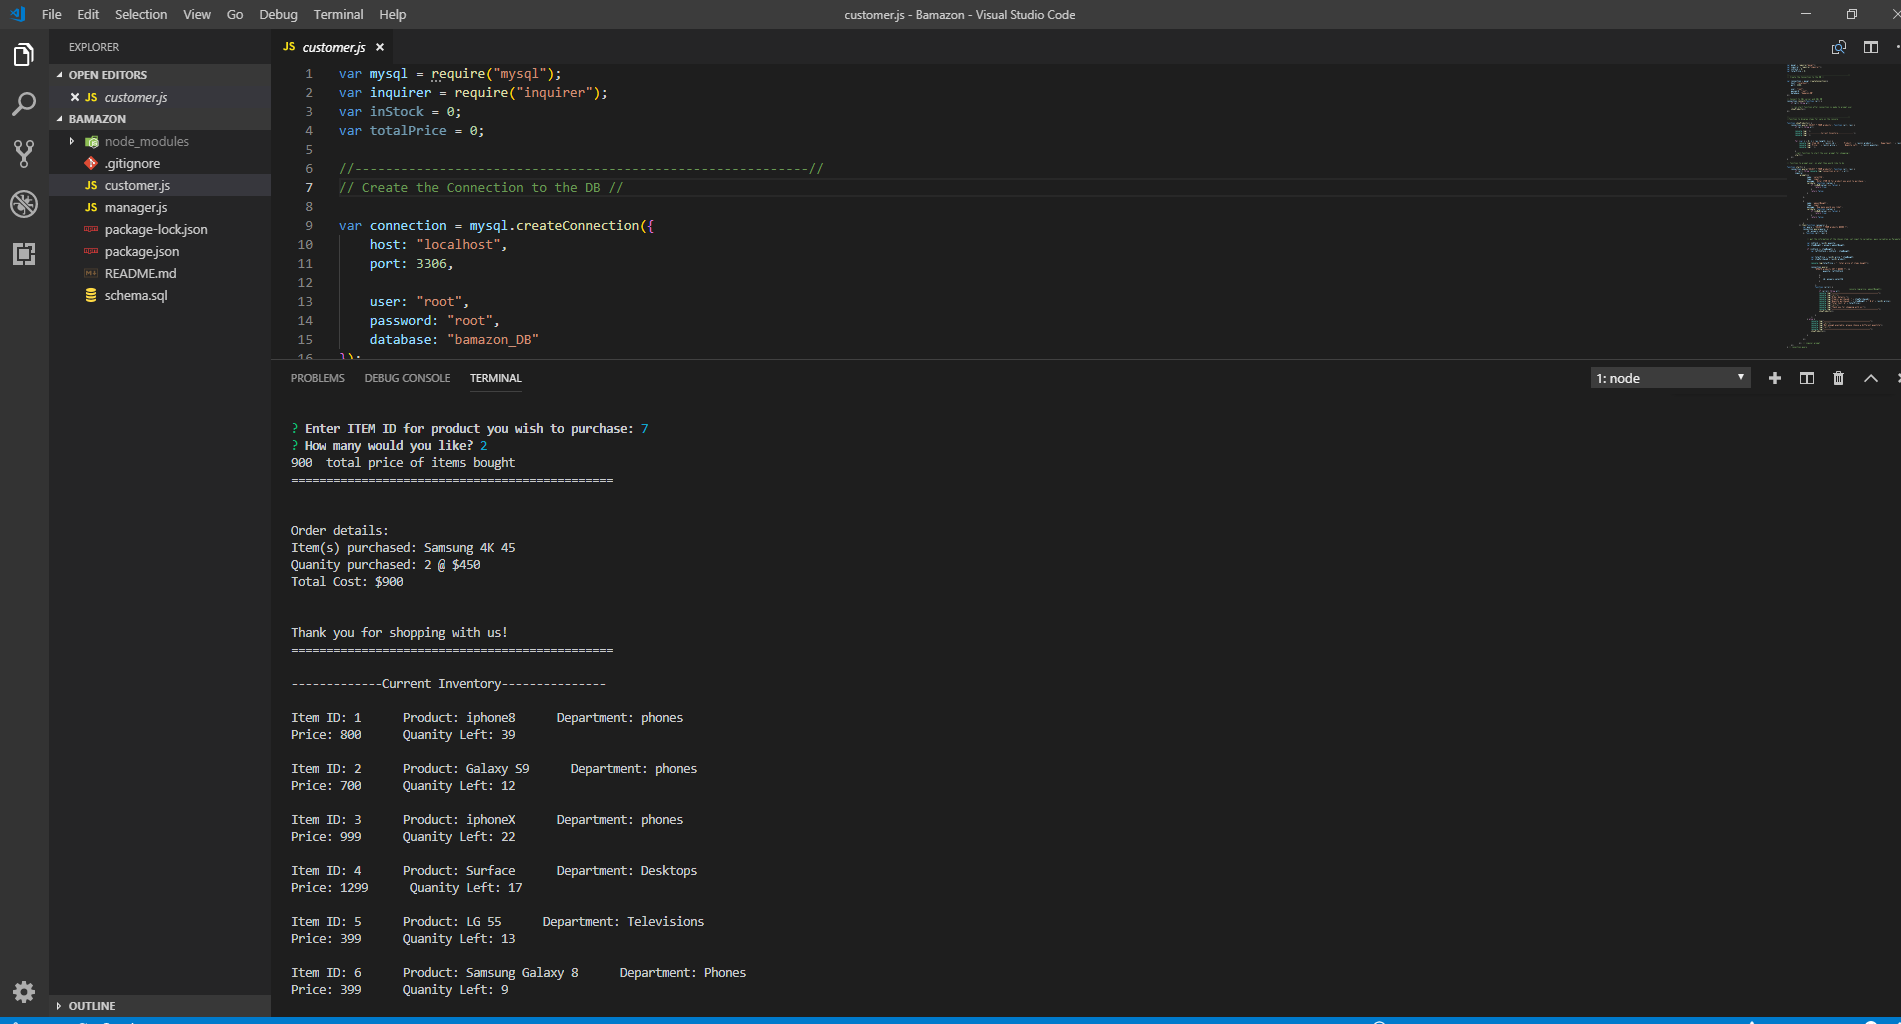 File Edit Selection View Go Debug Terminal Help customer.js - Bamazon - Visual Studio Code
EXPLORER
OPEN EDITORS
JS customer.js
BAMAZON
node_modules
.gitignore
JS customer.js
JS manager.js
package-lock.json
package.json
README.md
schema.sql
OUTLINE
JS customer.js
1 var mysql = require("mysql");
2 var inquirer = require("inquirer");
3 var inStock = 0;
4 var totalPrice = 0;
5
6 //----------------------------------------------------------//
7 // Create the Connection to the DB //
8
9 var connection = mysql.createConnection({
10 host: "localhost",
11 port: 3306,
12
13 user: "root",
14 password: "root",
15 database: "bamazon_DB"
16 });
PROBLEMS DEBUG CONSOLE TERMINAL 1: node
? Enter ITEM ID for product you wish to purchase: 7
? How many would you like? 2
900 total price of items bought
==============================================
Order details:
Item(s) purchased: Samsung 4K 45
Quanity purchased: 2 @ $450
Total Cost: $900
Thank you for shopping with us!
==============================================
-------------Current Inventory---------------
Item ID: 1 Product: iphone8 Department: phones
Price: 800 Quanity Left: 39
Item ID: 2 Product: Galaxy S9 Department: phones
Price: 700 Quanity Left: 12
Item ID: 3 Product: iphoneX Department: phones
Price: 999 Quanity Left: 22
Item ID: 4 Product: Surface Department: Desktops
Price: 1299 Quanity Left: 17
Item ID: 5 Product: LG 55 Department: Televisions
Price: 399 Quanity Left: 13
Item ID: 6 Product: Samsung Galaxy 8 Department: Phones
Price: 399 Quanity Left: 9